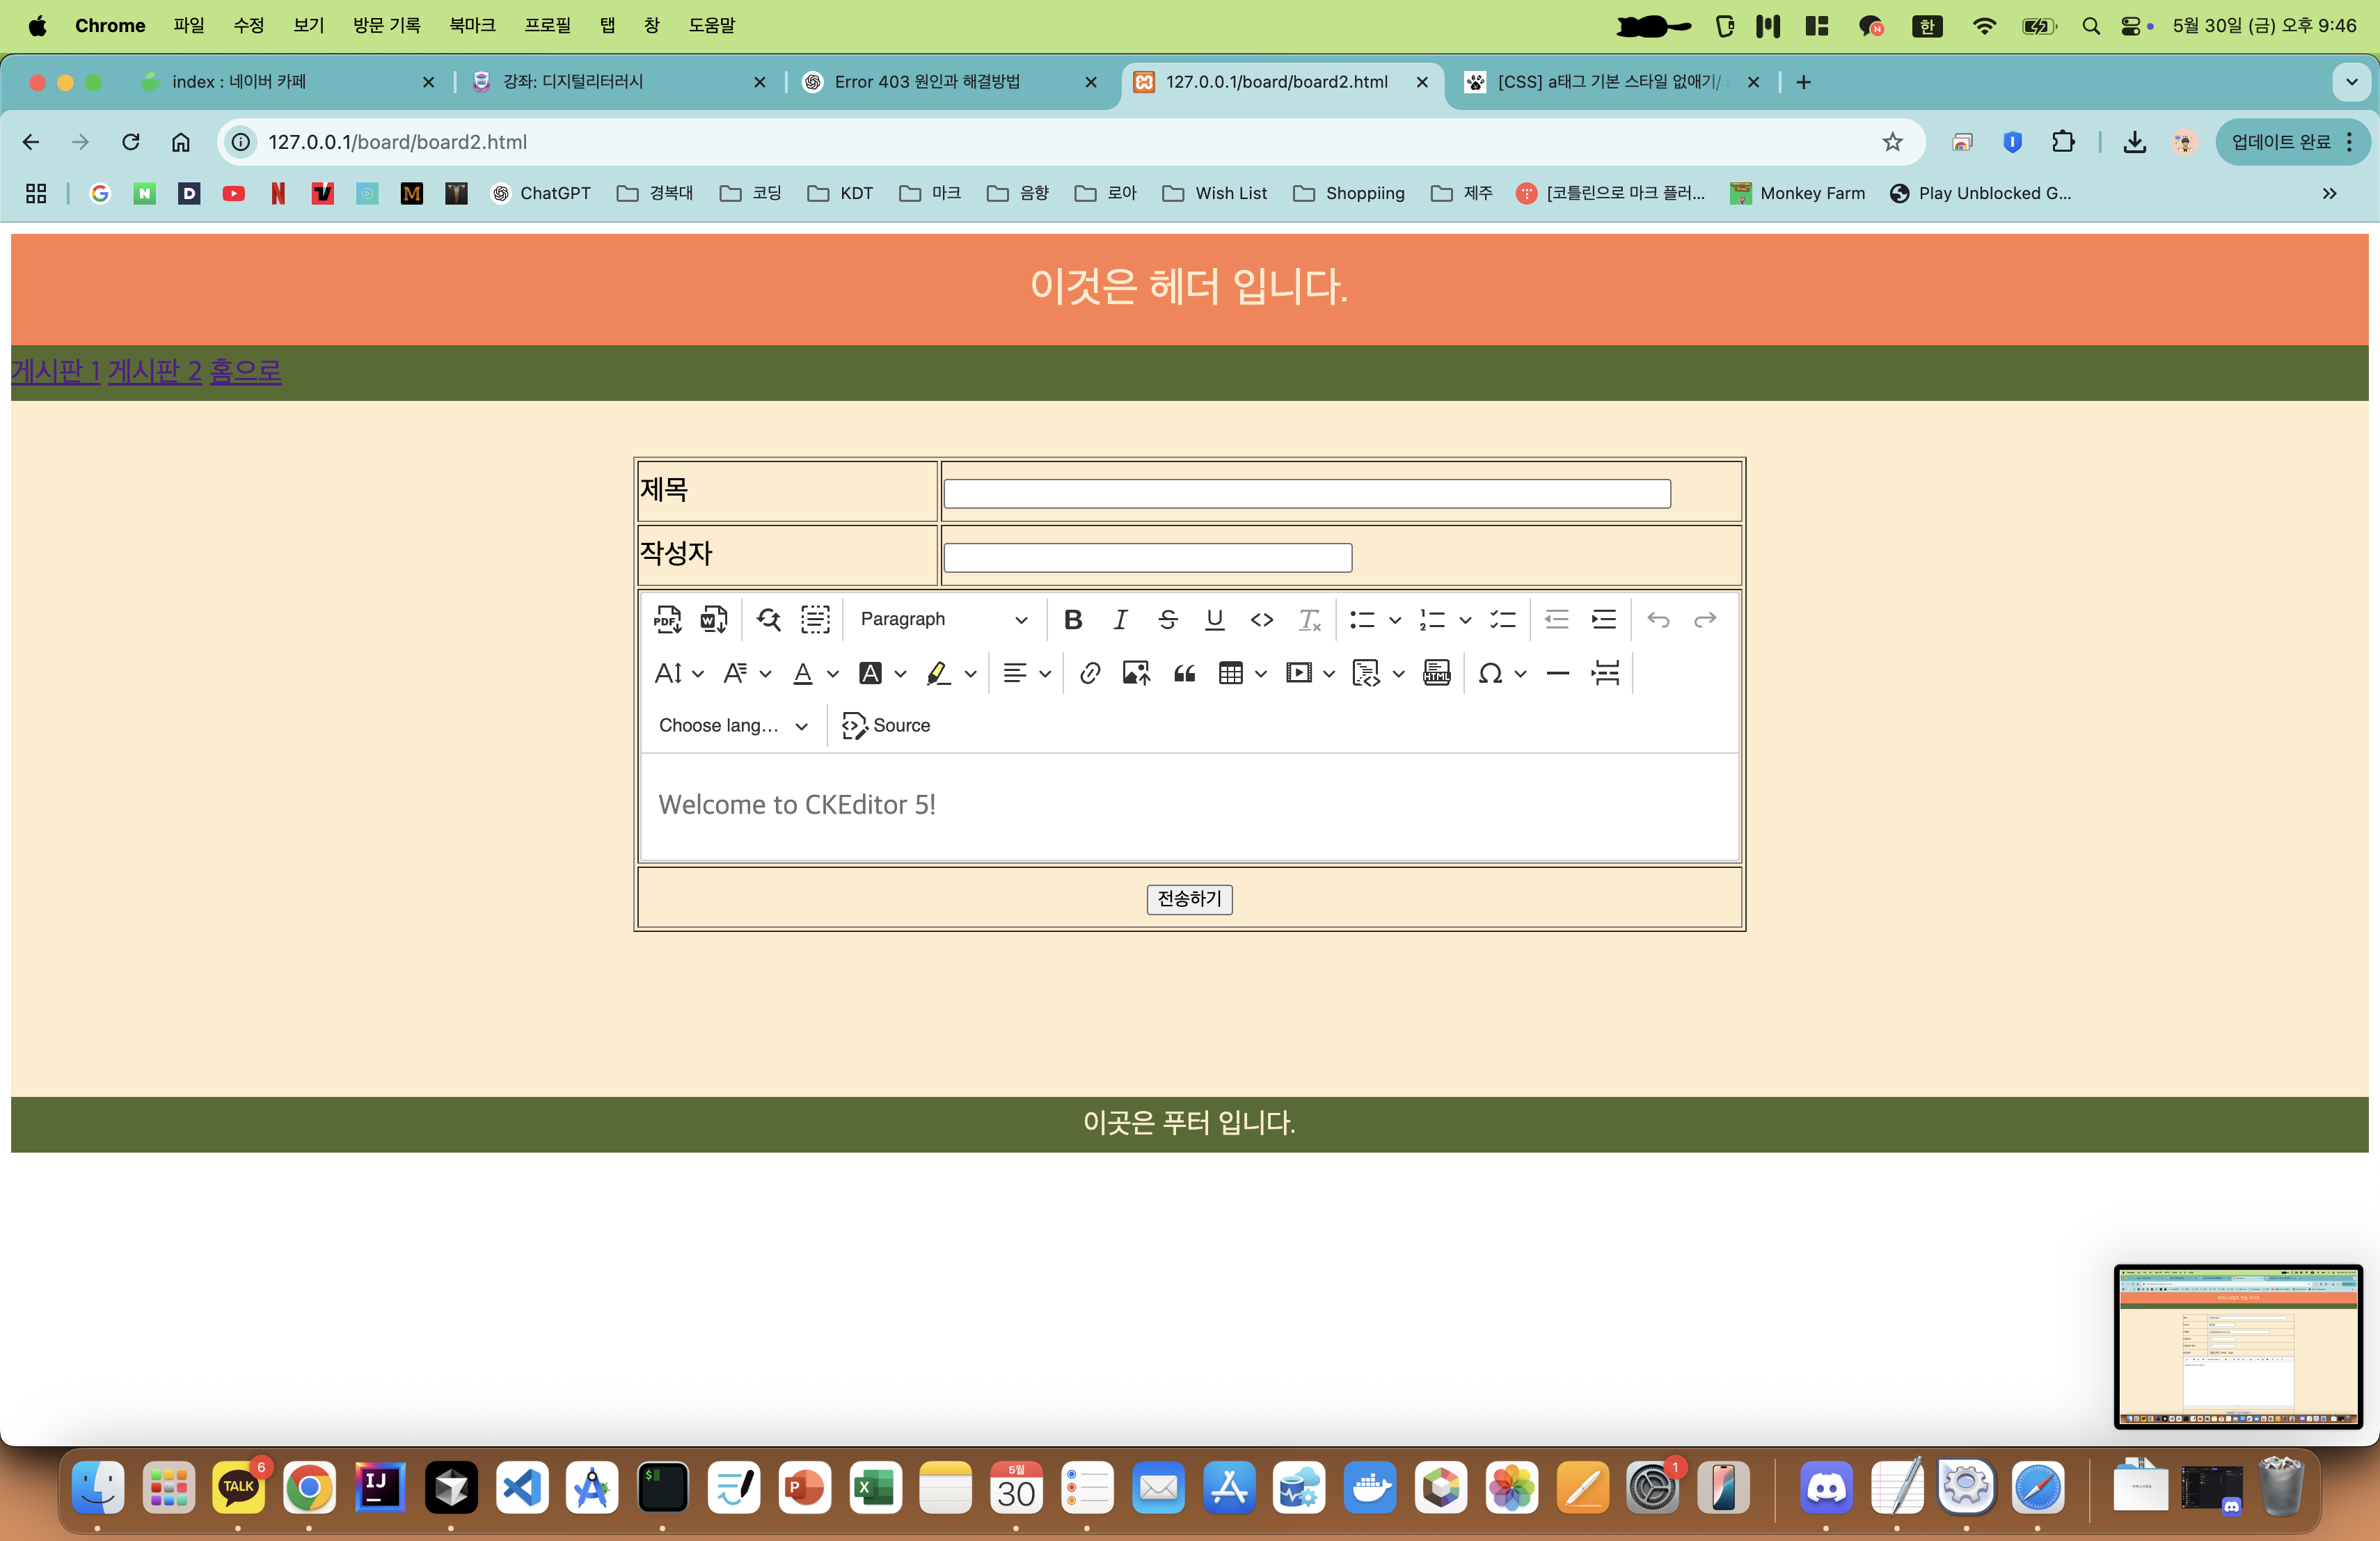 Chrome 파일 수정 보기 방문 기록 북마크 프로필 탭 창 도움말 한 5월 30일 (금) 오후 9:46
index : 네이버 카페 강좌: 디지털리터러시 Error 403 원인과 해결방법 127.0.0.1/board/board2.html [CSS] a태그 기본 스타일 없애기/
127.0.0.1/board/board2.html 업데이트 완료
ChatGPT 경복대 코딩 KDT 마크 음향 로아 Wish List Shoppiing 제주 [코틀린으로 마크 플러... Monkey Farm Play Unblocked G...
이것은 헤더 입니다.
게시판 1 게시판 2 홈으로
제목
작성자
PDF W Paragraph B I S U
A A A A HTML Ω
Choose lang... Source
Welcome to CKEditor 5!
전송하기
이곳은 푸터 입니다.
TALK 6 IJ P X 5월 30 1